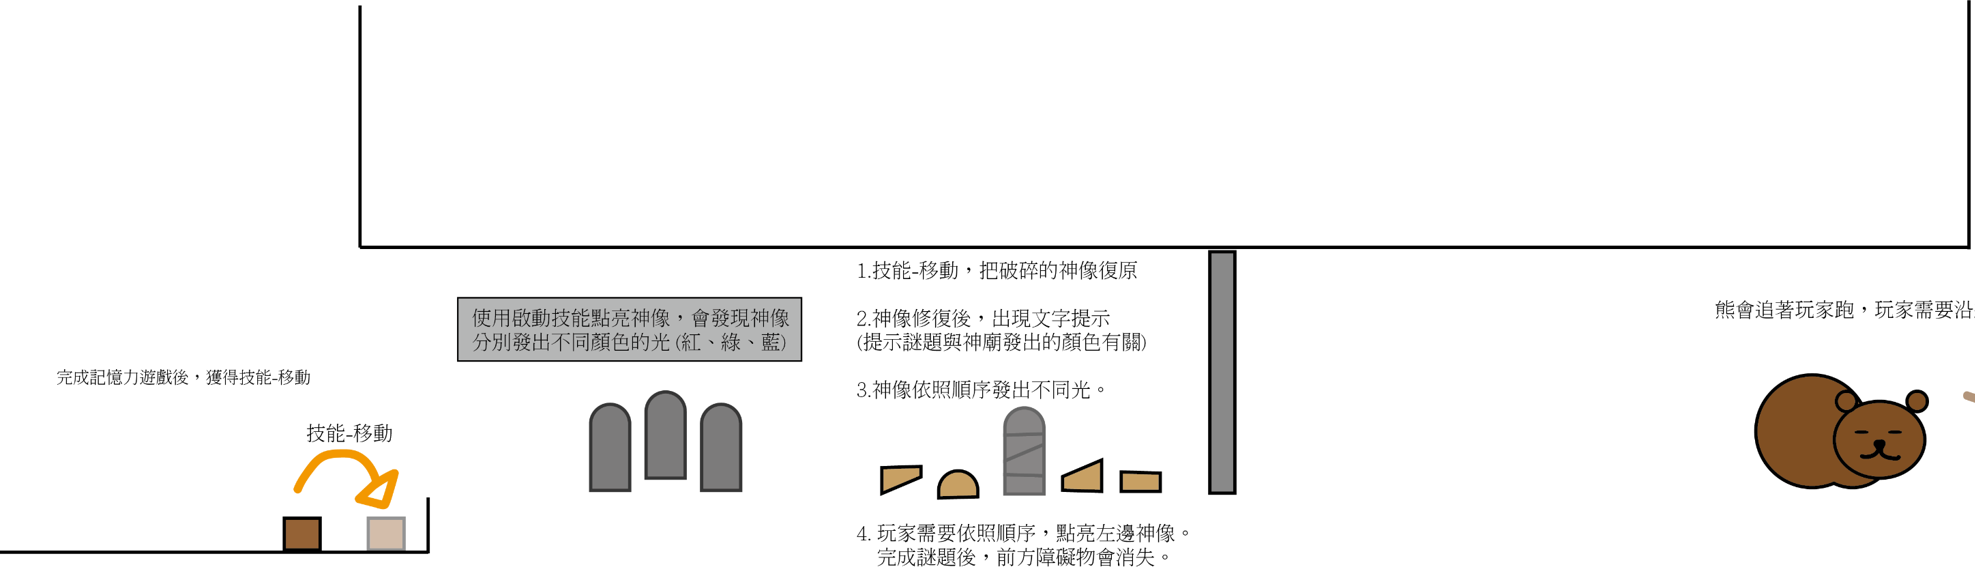 完成記憶力遊戲後，獲得技能-移動
技能-移動
使用啟動技能點亮神像，會發現神像
分別發出不同顏色的光 (紅、綠、藍)
1.技能-移動，把破碎的神像復原
2.神像修復後，出現文字提示
(提示謎題與神廟發出的顏色有關)
3.神像依照順序發出不同光。
4. 玩家需要依照順序，點亮左邊神像。
完成謎題後，前方障礙物會消失。
熊會追著玩家跑，玩家需要沿